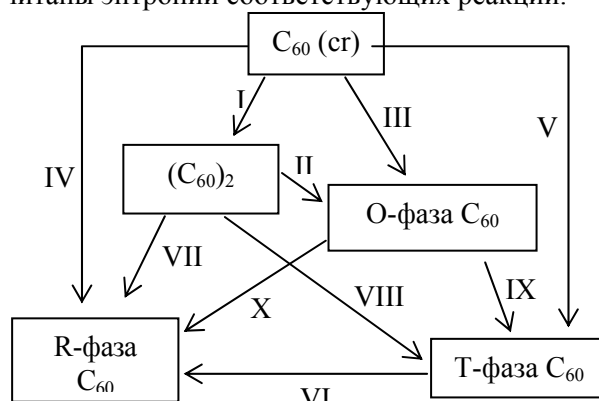 читаны энтропии соответствующих реакций.
C60 (cr)
I
III
V
IV
(C60)2
II
О-фаза C60
VII
VIII
X
IX
R-фаза
C60
Т-фаза C60
VI